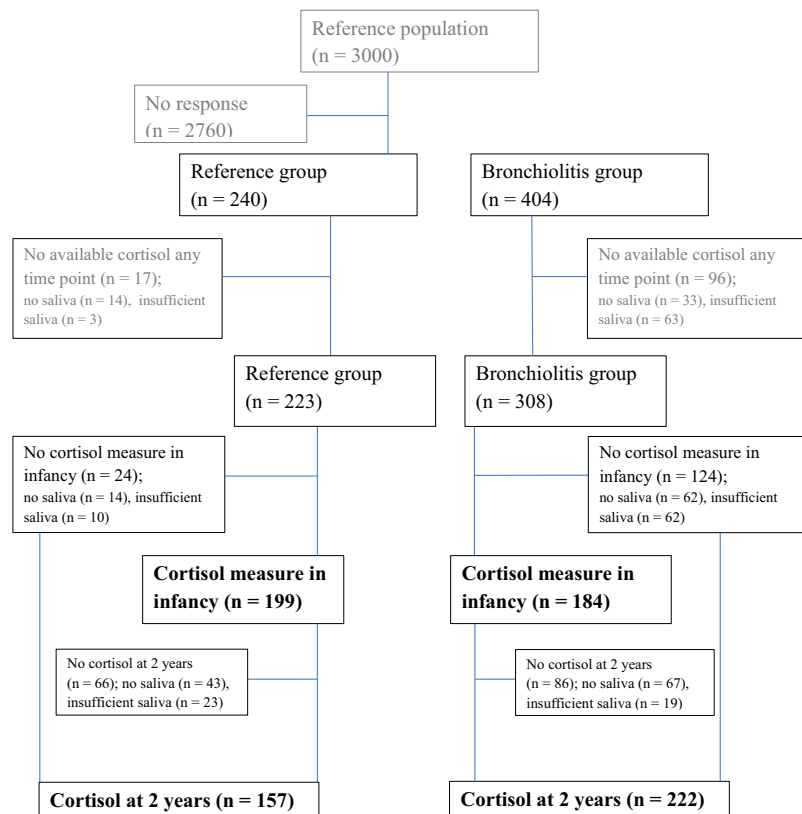 Reference population
(n = 3000)
No response
(n = 2760)
Reference group
(n = 240)
Bronchiolitis group
(n = 404)
No available cortisol any
time point (n = 17);
no saliva (n = 14), insufficient
saliva (n = 3)
No available cortisol any
time point (n = 96);
no saliva (n = 33), insufficient
saliva (n = 63)
Reference group
(n = 223)
Bronchiolitis group
(n = 308)
No cortisol measure in
infancy (n = 24);
no saliva (n = 14), insufficient
saliva (n = 10)
No cortisol measure in
infancy (n = 124);
no saliva (n = 62), insufficient
saliva (n = 62)
Cortisol measure in
infancy (n = 199)
Cortisol measure in
infancy (n = 184)
No cortisol at 2 years
(n = 66); no saliva (n = 43),
insufficient saliva (n = 23)
No cortisol at 2 years
(n = 86); no saliva (n = 67),
insufficient saliva (n = 19)
Cortisol at 2 years (n = 157)
Cortisol at 2 years (n = 222)